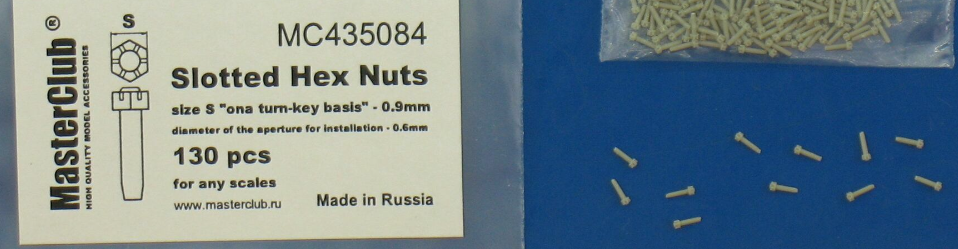 MasterClub®
HIGH QUALITY MODEL ACCESSORIES
S
MC435084
Slotted Hex Nuts
size S "ona turn-key basis" - 0.9mm
diameter of the aperture for installation - 0.6mm
130 pcs
for any scales
www.masterclub.ru Made in Russia